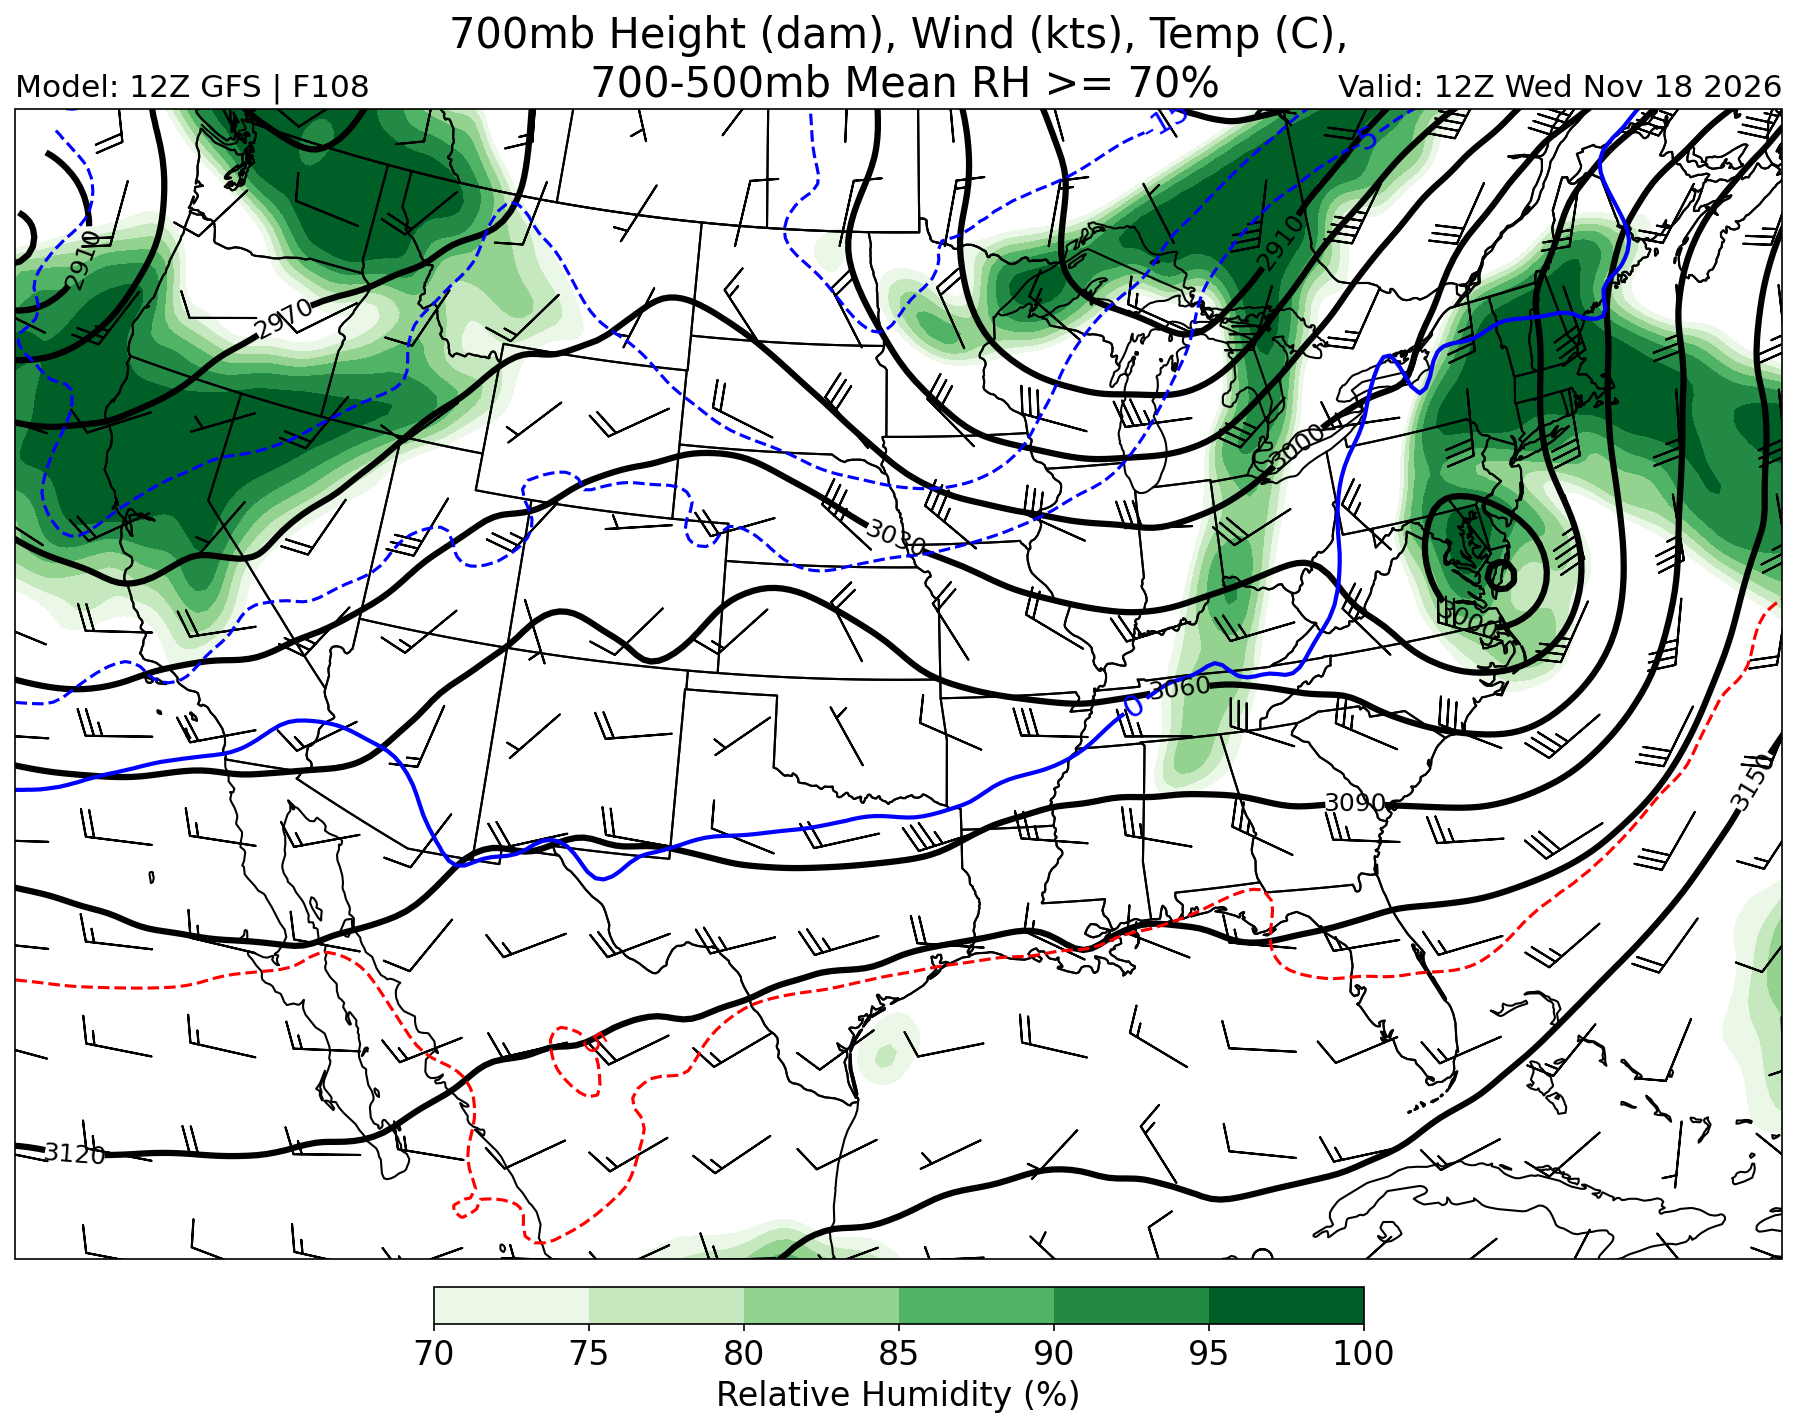 700mb Height (dam), Wind (kts), Temp (C),
700-500mb Mean RH >= 70%
Model: 12Z GFS | F108
Valid: 12Z Wed Nov 18 2026
2910
2970
2910
3000
3030
3000
3060
0
3090
3150
3120
70 75 80 85 90 95 100
Relative Humidity (%)